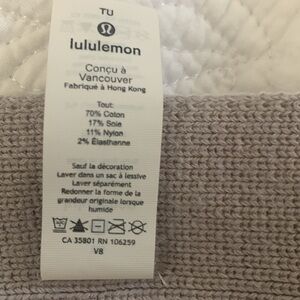 TU
lululemon
Conçu à
Vancouver
Fabriqué à Hong Kong
Tout:
70% Coton
17% Soie
11% Nylon
2% Élasthanne
Sauf la décoration
Laver dans un sac à lessive
Laver séparément
Redonner la forme de la
grandeur originale lorsque
humide
CA 35801 RN 106259
V8